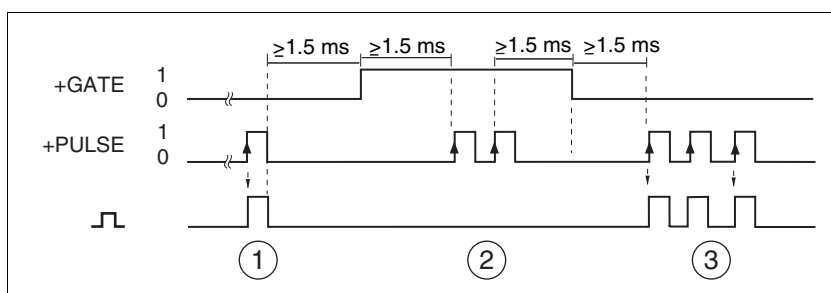 ≥1.5 ms ≥1.5 ms ≥1.5 ms ≥1.5 ms
+GATE 1
0
+PULSE 1
0
1 2 3